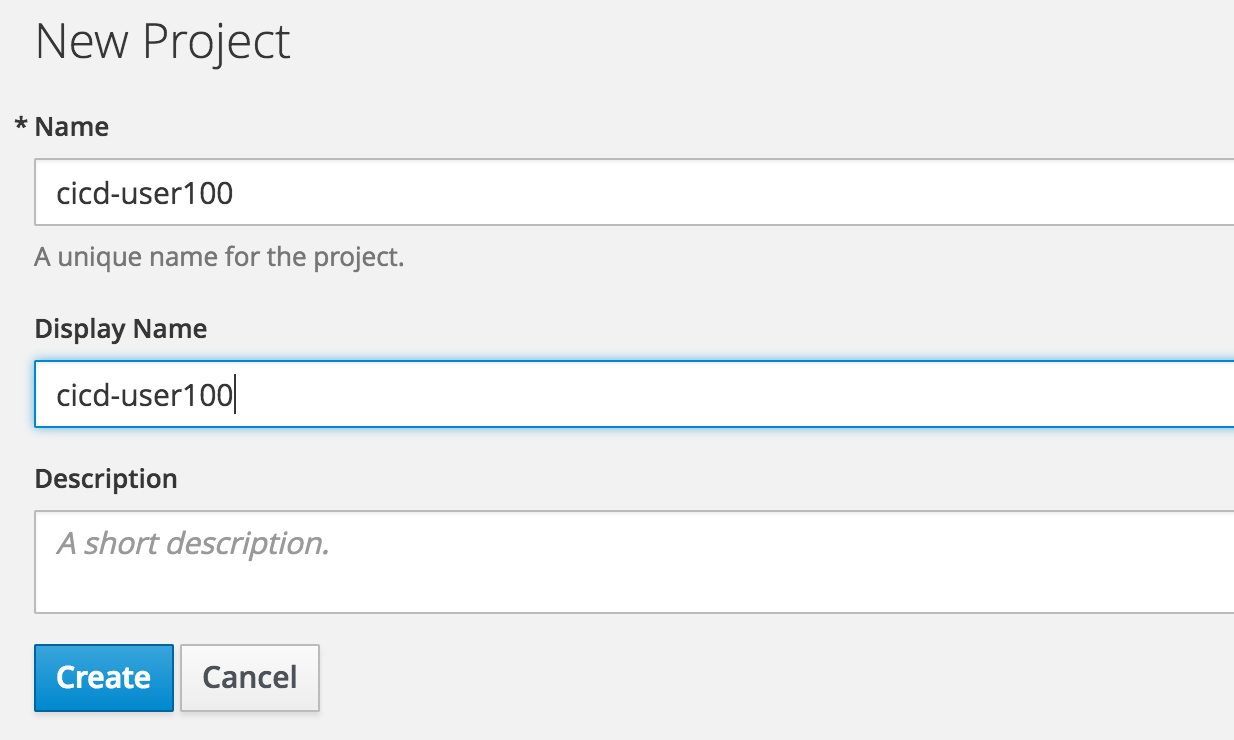 New Project
* Name
cicd-user100
A unique name for the project.
Display Name
cicd-user100
Description
A short description.
Create Cancel